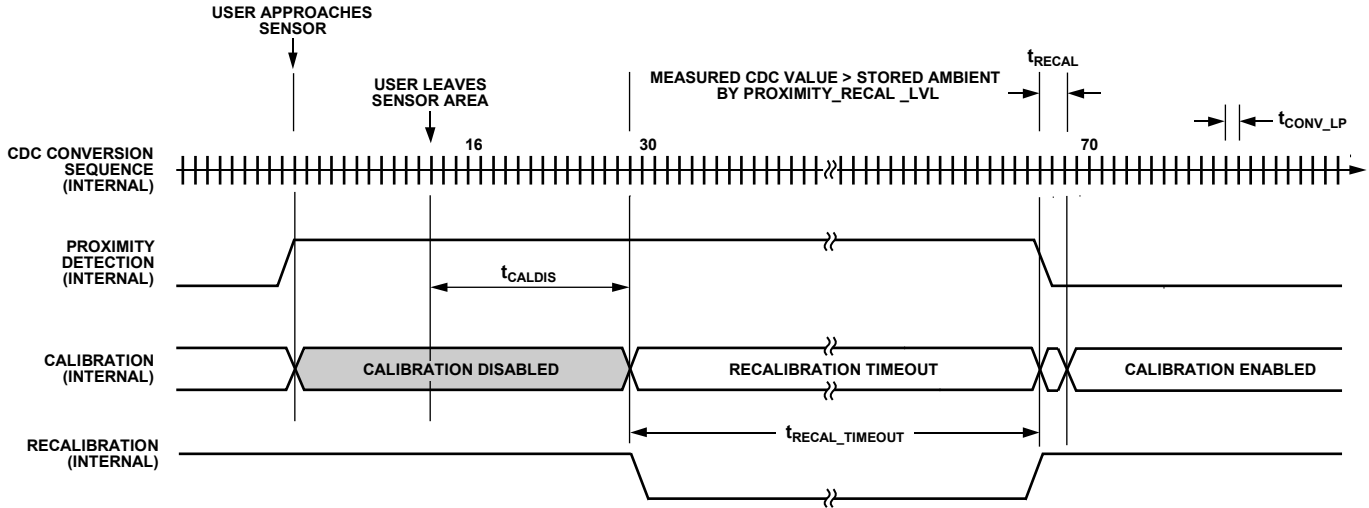 USER APPROACHES
SENSOR
USER LEAVES
SENSOR AREA
MEASURED CDC VALUE > STORED AMBIENT
BY PROXIMITY_RECAL _LVL
tRECAL
tCONV_LP
16
30
70
CDC CONVERSION
SEQUENCE
(INTERNAL)
PROXIMITY
DETECTION
(INTERNAL)
tCALDIS
CALIBRATION
(INTERNAL)
CALIBRATION DISABLED
RECALIBRATION TIMEOUT
CALIBRATION ENABLED
RECALIBRATION
(INTERNAL)
tRECAL_TIMEOUT